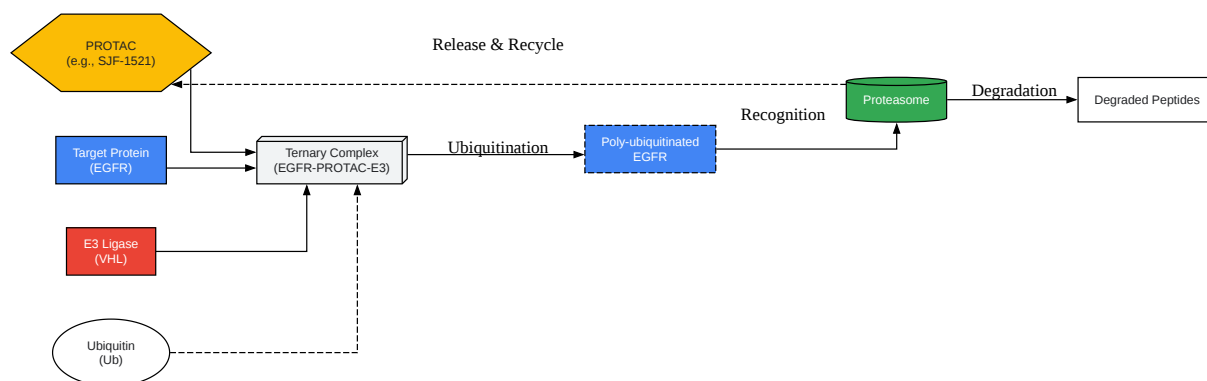 PROTAC
(e.g., SJF-1521)
Release & Recycle
Target Protein
(EGFR)
Ternary Complex
(EGFR-PROTAC-E3)
Ubiquitination
Poly-ubiquitinated
EGFR
Recognition
Proteasome
Degradation
Degraded Peptides
E3 Ligase
(VHL)
Ubiquitin
(Ub)